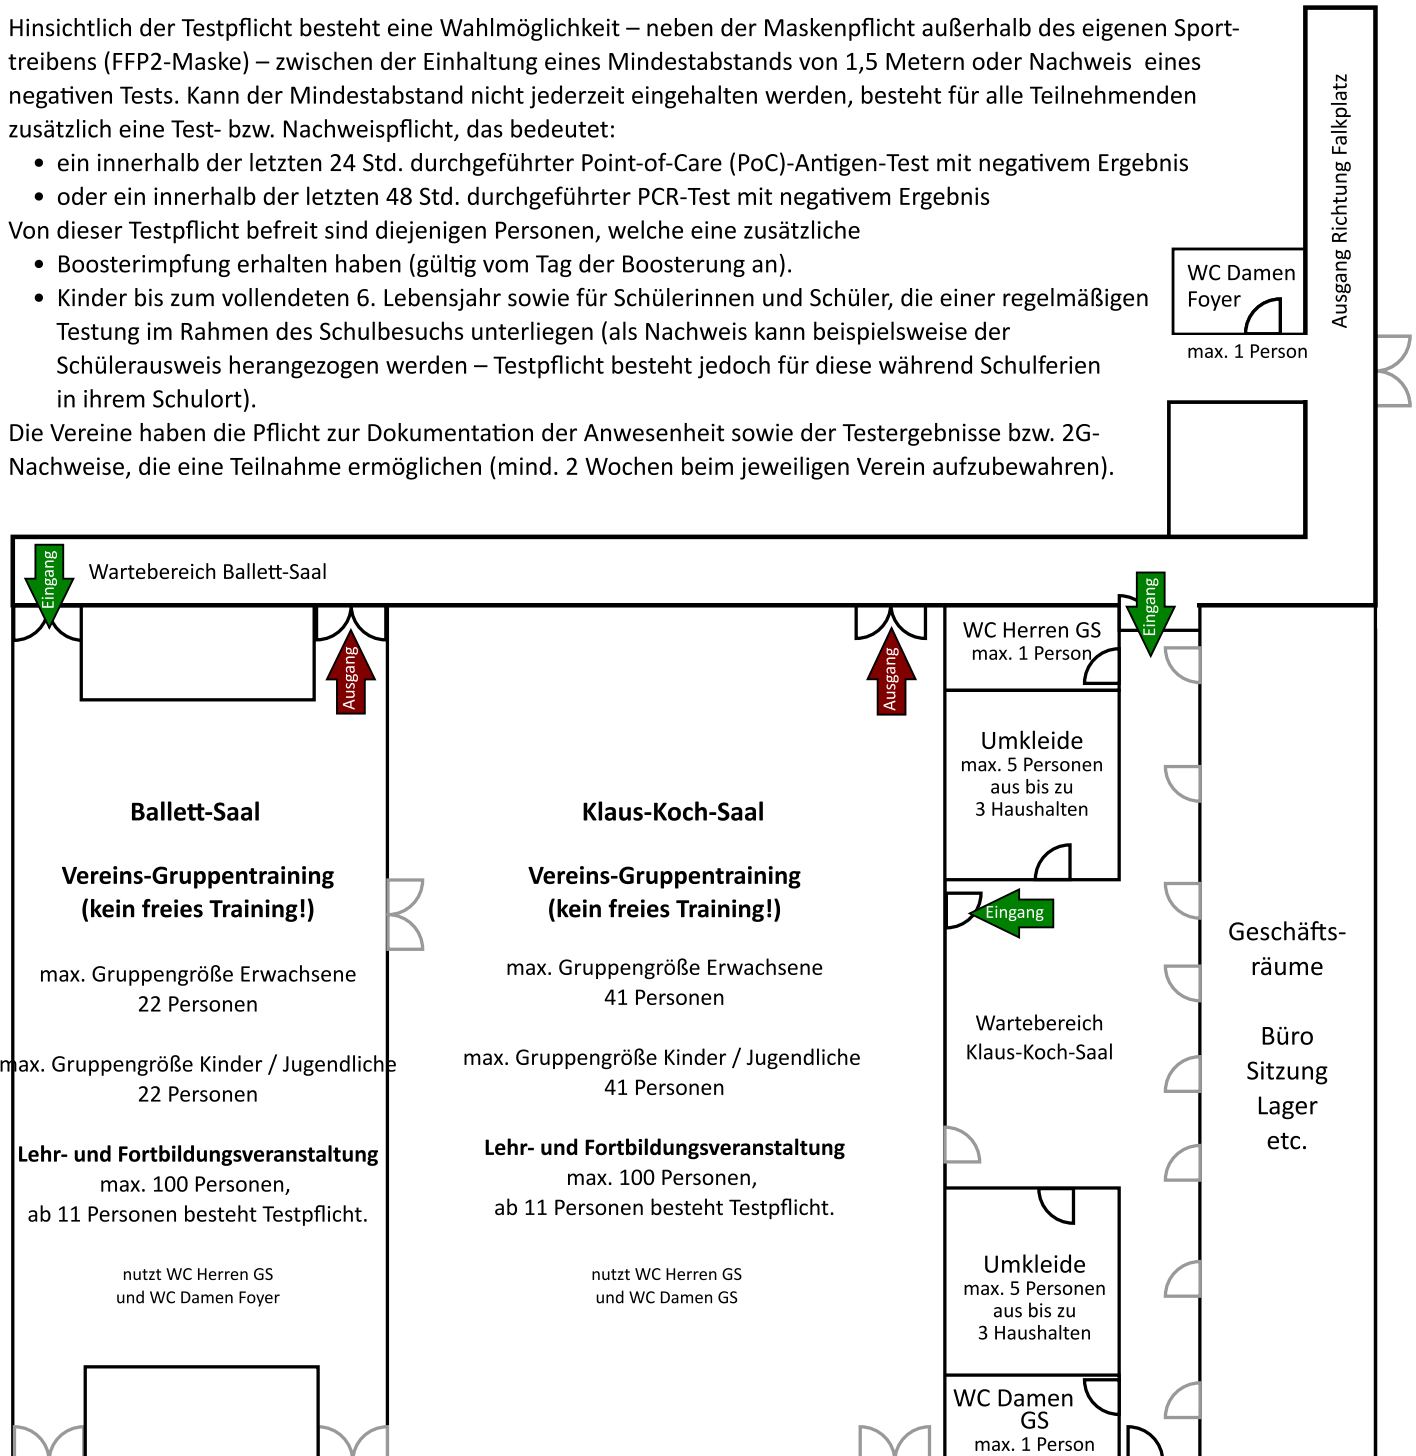 Hinsichtlich der Testpflicht besteht eine Wahlmöglichkeit – neben der Maskenpflicht außerhalb des eigenen Sport-
treibens (FFP2-Maske) – zwischen der Einhaltung eines Mindestabstands von 1,5 Metern oder Nachweis eines
negativen Tests. Kann der Mindestabstand nicht jederzeit eingehalten werden, besteht für alle Teilnehmenden
zusätzlich eine Test- bzw. Nachweispflicht, das bedeutet:
• ein innerhalb der letzten 24 Std. durchgeführter Point-of-Care (PoC)-Antigen-Test mit negativem Ergebnis
• oder ein innerhalb der letzten 48 Std. durchgeführter PCR-Test mit negativem Ergebnis
Von dieser Testpflicht befreit sind diejenigen Personen, welche eine zusätzliche
• Boosterimpfung erhalten haben (gültig vom Tag der Boosterung an).
• Kinder bis zum vollendeten 6. Lebensjahr sowie für Schülerinnen und Schüler, die einer regelmäßigen
Testung im Rahmen des Schulbesuchs unterliegen (als Nachweis kann beispielsweise der
Schülerausweis herangezogen werden – Testpflicht besteht jedoch für diese während Schulferien
in ihrem Schulort).
Die Vereine haben die Pflicht zur Dokumentation der Anwesenheit sowie der Testergebnisse bzw. 2G-
Nachweise, die eine Teilnahme ermöglichen (mind. 2 Wochen beim jeweiligen Verein aufzubewahren).
Ausgang Richtung Falkplatz
WC Damen
Foyer
max. 1 Person
Eingang
Wartebereich Ballett-Saal
Ausgang
Ausgang
Eingang
Ballett-Saal
Vereins-Gruppentraining
(kein freies Training!)
max. Gruppengröße Erwachsene
22 Personen
max. Gruppengröße Kinder / Jugendliche
22 Personen
Lehr- und Fortbildungsveranstaltung
max. 100 Personen,
ab 11 Personen besteht Testpflicht.
nutzt WC Herren GS
und WC Damen Foyer
Klaus-Koch-Saal
Vereins-Gruppentraining
(kein freies Training!)
max. Gruppengröße Erwachsene
41 Personen
max. Gruppengröße Kinder / Jugendliche
41 Personen
Lehr- und Fortbildungsveranstaltung
max. 100 Personen,
ab 11 Personen besteht Testpflicht.
nutzt WC Herren GS
und WC Damen GS
WC Herren GS
max. 1 Person
Umkleide
max. 5 Personen
aus bis zu
3 Haushalten
Eingang
Wartebereich
Klaus-Koch-Saal
Umkleide
max. 5 Personen
aus bis zu
3 Haushalten
WC Damen
GS
max. 1 Person
Geschäfts-
räume
Büro
Sitzung
Lager
etc.